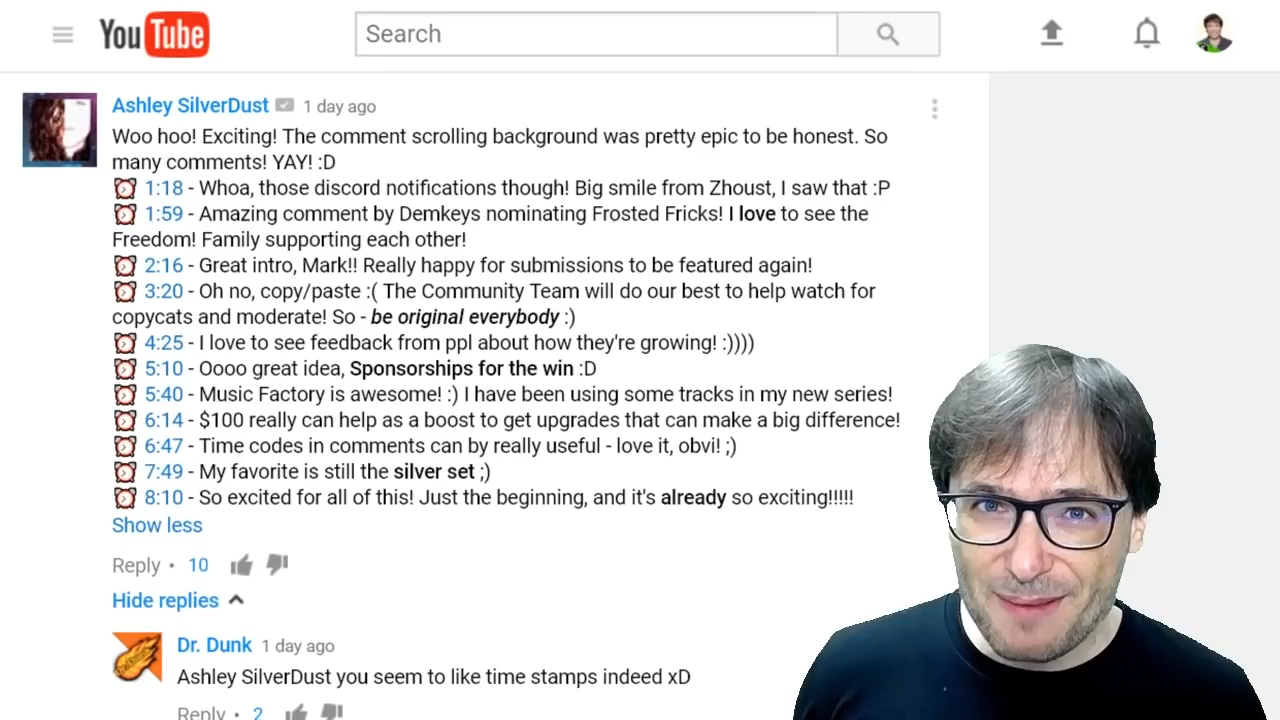 YouTube
Search
Ashley SilverDust 1 day ago
Woo hoo! Exciting! The comment scrolling background was pretty epic to be honest. So
many comments! YAY! :D
1:18 - Whoa, those discord notifications though! Big smile from Zhoust, I saw that :P
1:59 - Amazing comment by Demkeys nominating Frosted Fricks! I love to see the
Freedom! Family supporting each other!
2:16 - Great intro, Mark!! Really happy for submissions to be featured again!
3:20 - Oh no, copy/paste :( The Community Team will do our best to help watch for
copycats and moderate! So - be original everybody :)
4:25 - I love to see feedback from ppl about how they're growing! :))))
5:10 - Oooo great idea, Sponsorships for the win :D
5:40 - Music Factory is awesome! :) I have been using some tracks in my new series!
6:14 - $100 really can help as a boost to get upgrades that can make a big difference!
6:47 - Time codes in comments can by really useful - love it, obvi! ;)
7:49 - My favorite is still the silver set ;)
8:10 - So excited for all of this! Just the beginning, and it's already so exciting!!!!!
Show less
Reply • 10
Hide replies
Dr. Dunk 1 day ago
Ashley SilverDust you seem to like time stamps indeed xD
Reply • 2